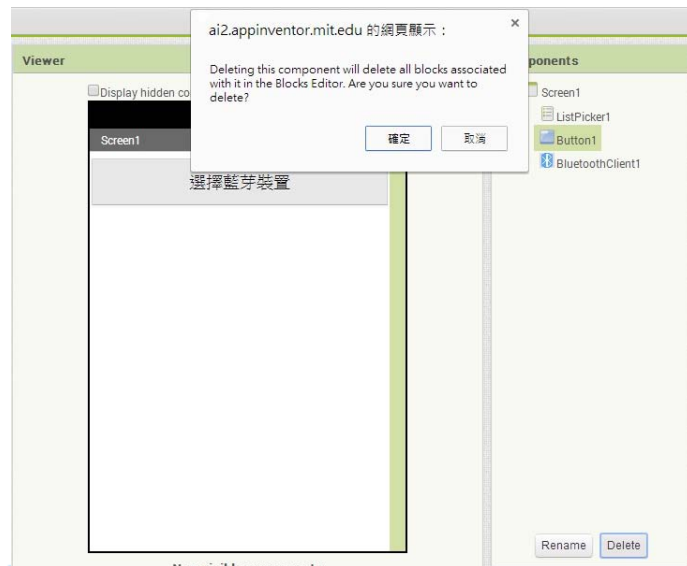 ai2.appinventor.mit.edu 的網頁顯示：
Deleting this component will delete all blocks associated
with it in the Blocks Editor. Are you sure you want to
delete?
確定
取消
Viewer
Display hidden co
Screen1
選擇藍芽裝置
ponents
Screen1
ListPicker1
Button1
BluetoothClient1
Rename
Delete